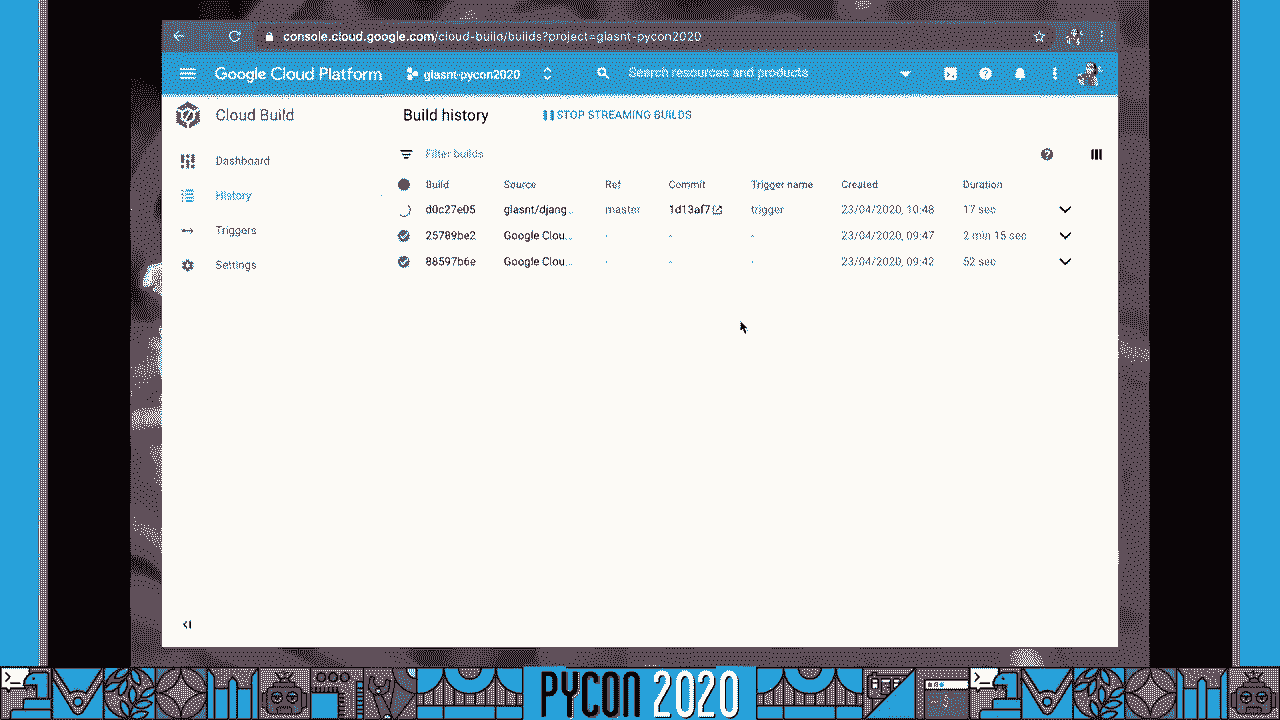 console.cloud.google.com/cloud-build/builds?project=glasnt-pycon2020
Google Cloud Platform glasnt-pycon2020 Search resources and products
Cloud Build Build history STOP STREAMING BUILDS
Dashboard Filter builds
Build Source Ref Commit Trigger name Created Duration
History d0c27e05 glasnt/djang... master 1d13af7 trigger 23/04/2020, 10:48 17 sec
Triggers 25789be2 Google Clou... - - - 23/04/2020, 09:47 2 min 15 sec
Settings 88597b6e Google Clou... - - - 23/04/2020, 09:42 52 sec
PYCON 2020